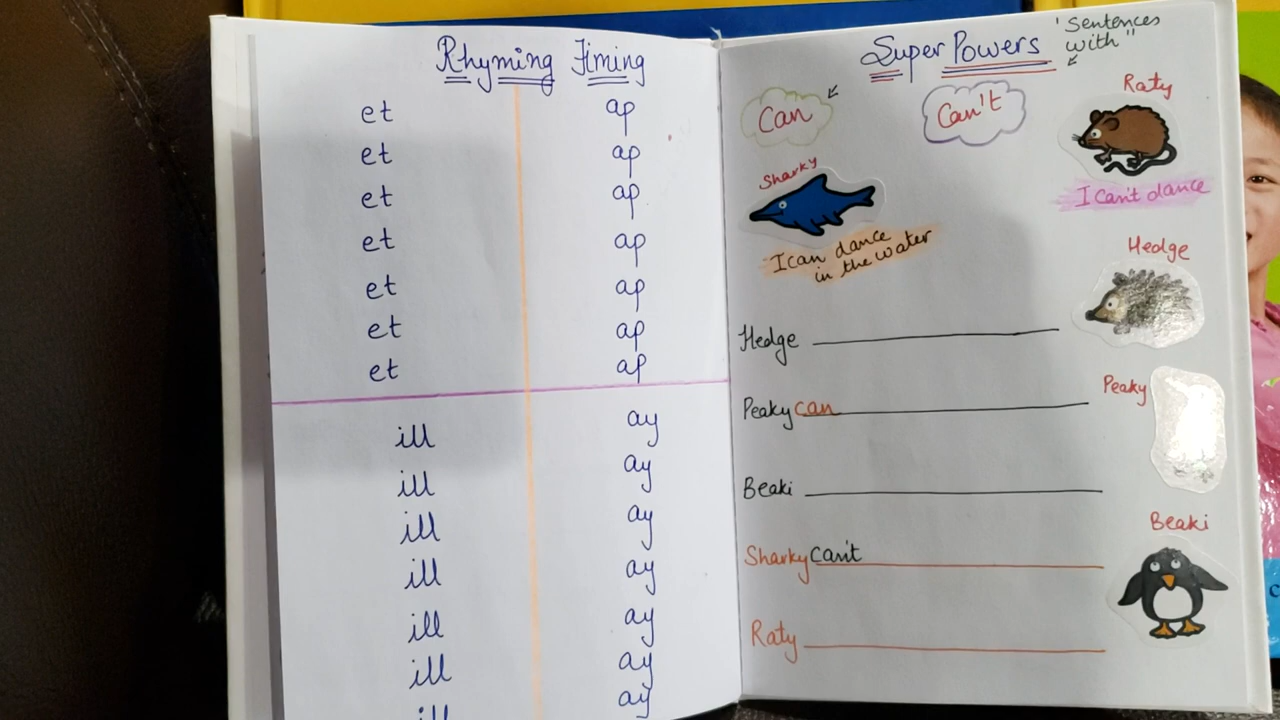 Rhyming Timing
et ap
et ap
et ap
et ap
et ap
et ap
et ap
ill ay
ill ay
ill ay
ill ay
ill ay
ill ay
ill ay
Super Powers
'Sentences
with"
Can
Can't
Raty
I can't dance
Sharky
I can dance
in the water
Hedge
Hedge
Peaky can
Peaky
Beaki
Beaki
Sharky can't
Raty